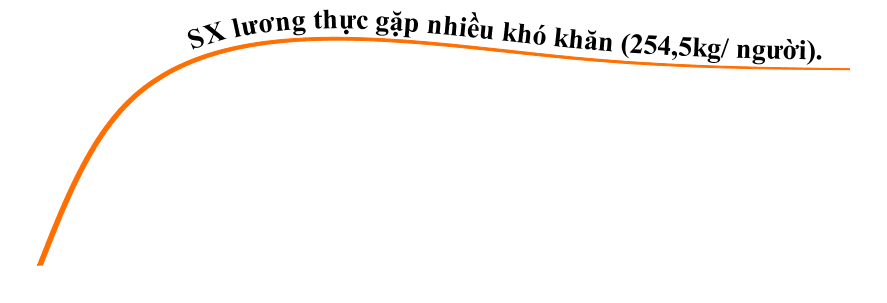 SX lương thực gặp nhiều khó khăn (254,5kg/ người).